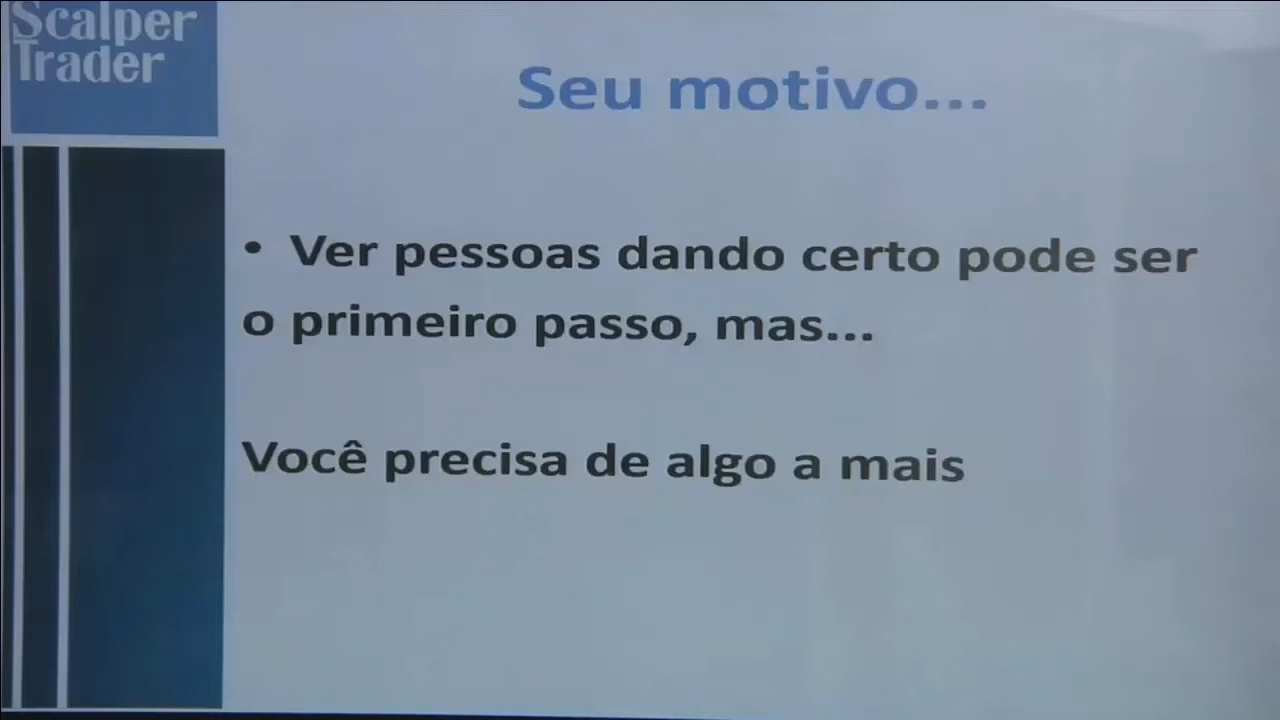 Scalper
Trader
Seu motivo...
• Ver pessoas dando certo pode ser
o primeiro passo, mas...
Você precisa de algo a mais